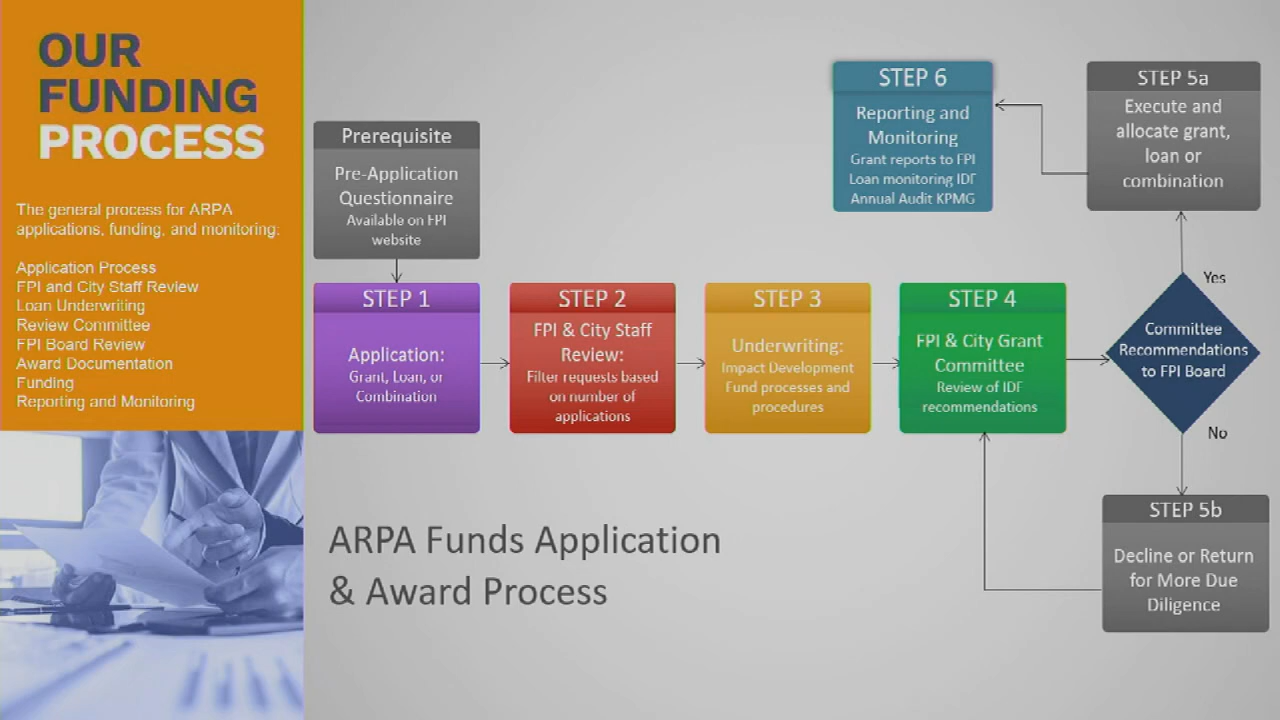 OUR
FUNDING
PROCESS
The general process for ARPA
applications, funding, and monitoring:
Application Process
FPI and City Staff Review
Loan Underwriting
Review Committee
FPI Board Review
Award Documentation
Funding
Reporting and Monitoring
Prerequisite
Pre-Application
Questionnaire
Available on FPI
website
STEP 1
Application:
Grant, Loan, or
Combination
STEP 2
FPI & City Staff
Review:
Filter requests based
on number of
applications
STEP 3
Underwriting:
Impact Development
Fund processes and
procedures
STEP 4
FPI & City Grant
Committee
Review of IDF
recommendations
Committee
Recommendations
to FPI Board
Yes
No
STEP 5a
Execute and
allocate grant,
loan or
combination
STEP 5b
Decline or Return
for More Due
Diligence
STEP 6
Reporting and
Monitoring
Grant reports to FPI
Loan monitoring IDF
Annual Audit KPMG
ARPA Funds Application
& Award Process